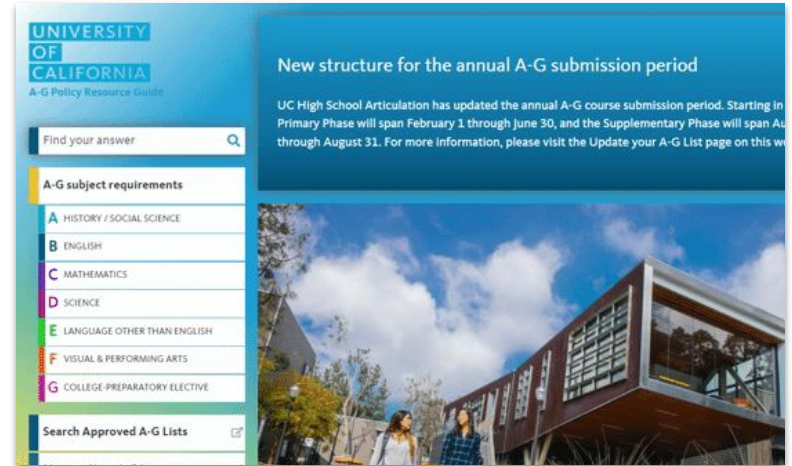 UNIVERSITY
OF
CALIFORNIA
A-G Policy Resource Guide
Find your answer
A-G subject requirements
A HISTORY / SOCIAL SCIENCE
B ENGLISH
C MATHEMATICS
D SCIENCE
E LANGUAGE OTHER THAN ENGLISH
F VISUAL & PERFORMING ARTS
G COLLEGE-PREPARATORY ELECTIVE
Search Approved A-G Lists
New structure for the annual A-G submission period
UC High School Articulation has updated the annual A-G course submission period. Starting in
Primary Phase will span February 1 through June 30, and the Supplementary Phase will span Au
through August 31. For more information, please visit the Update your A-G List page on this w